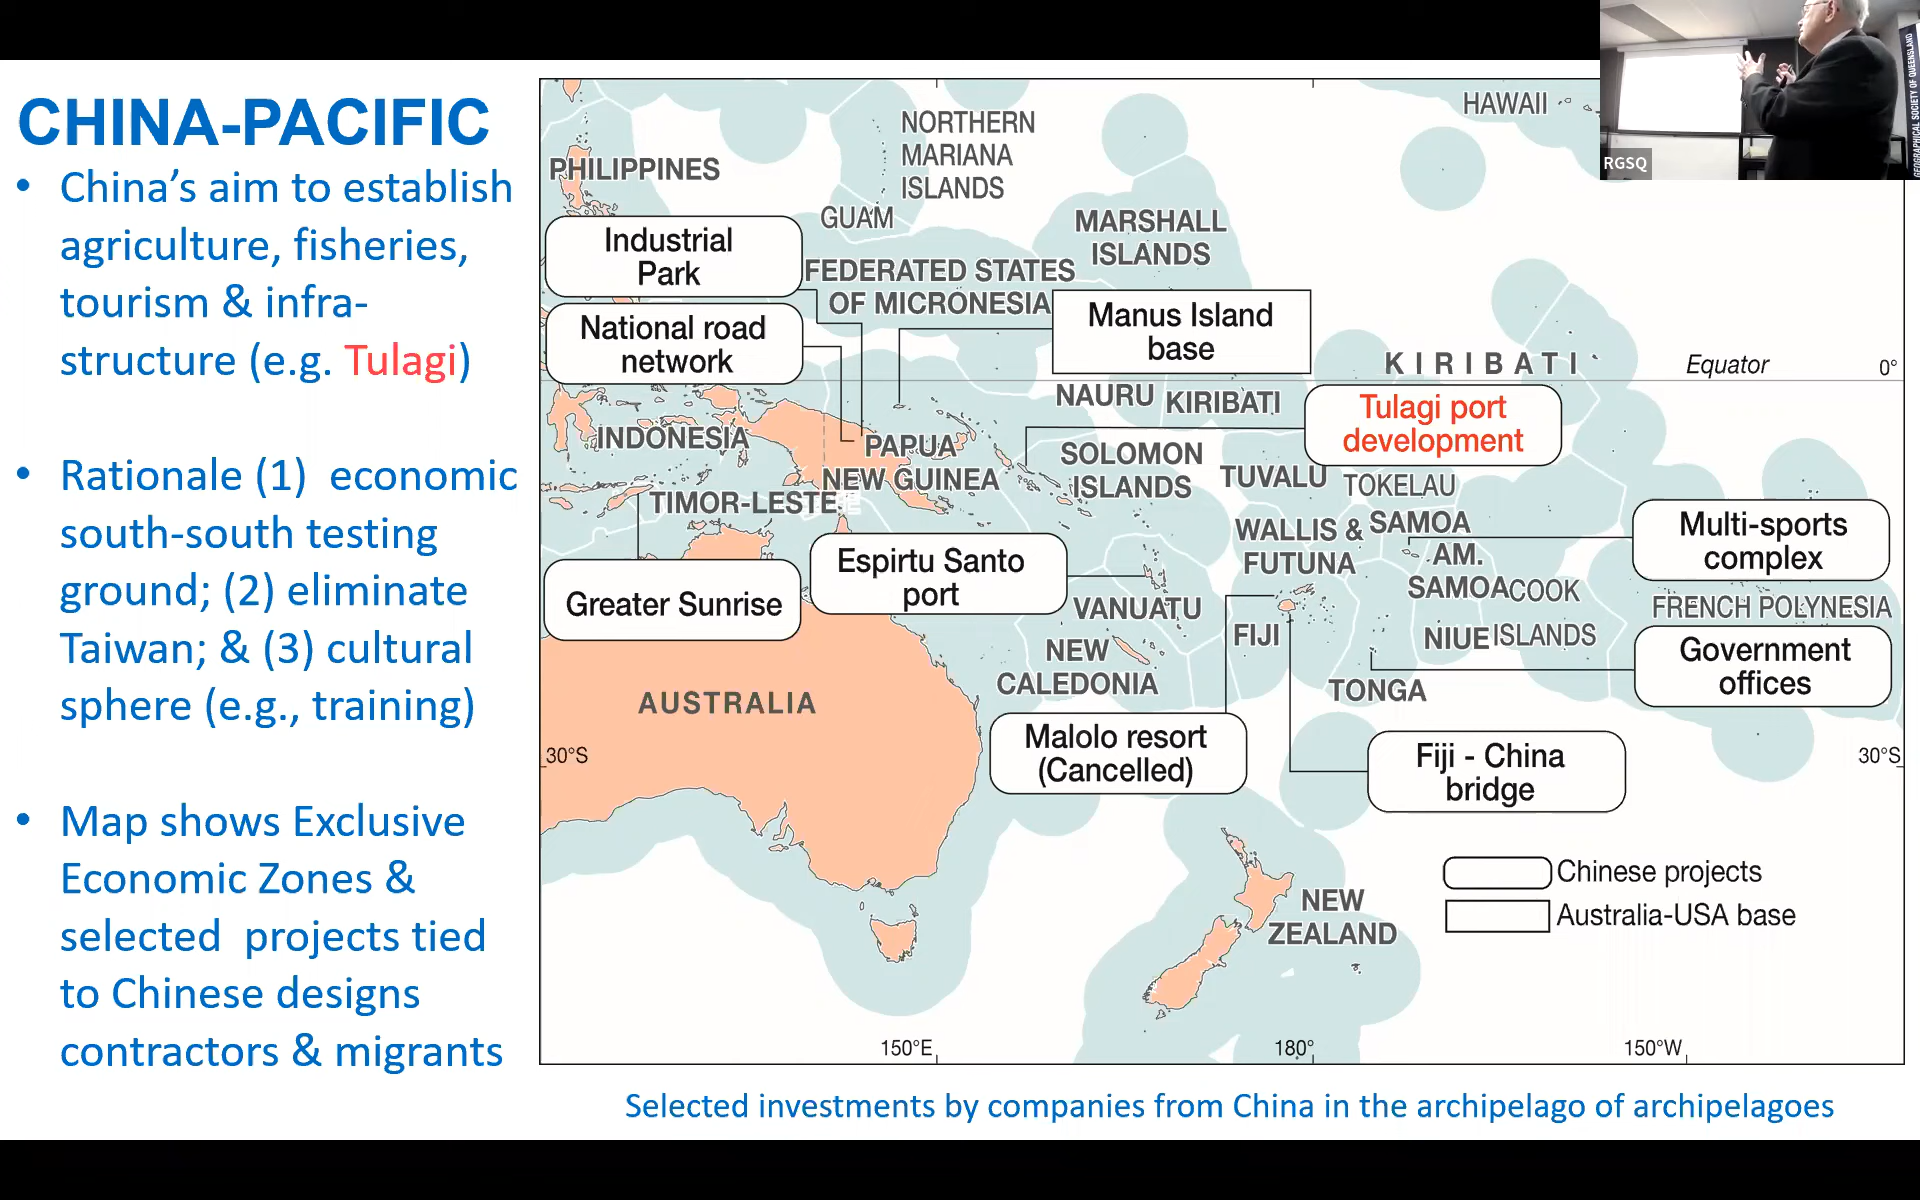 CHINA-PACIFIC
• China's aim to establish
agriculture, fisheries,
tourism & infra-
structure (e.g. Tulagi)
• Rationale (1) economic
south-south testing
ground; (2) eliminate
Taiwan; & (3) cultural
sphere (e.g., training)
• Map shows Exclusive
Economic Zones &
selected projects tied
to Chinese designs
contractors & migrants
HAWAII
NORTHERN
MARIANA
ISLANDS
PHILIPPINES
GUAM
MARSHALL
ISLANDS
Industrial
Park
FEDERATED STATES
OF MICRONESIA
National road
network
Manus Island
base
KIRIBATI
Equator
0°
NAURU
KIRIBATI
Tulagi port
development
INDONESIA
PAPUA
NEW GUINEA
SOLOMON
ISLANDS
TUVALU
TOKELAU
TIMOR-LESTE
WALLIS &
FUTUNA
SAMOA
AM.
SAMOA
Multi-sports
complex
Espirtu Santo
port
Greater Sunrise
VANUATU
COOK
ISLANDS
FRENCH POLYNESIA
FIJI
NIUE
NEW
CALEDONIA
Government
offices
TONGA
AUSTRALIA
Malolo resort
(Cancelled)
Fiji - China
bridge
30°S
30°S
NEW
ZEALAND
Chinese projects
Australia-USA base
150°E
180°
150°W
Selected investments by companies from China in the archipelago of archipelagoes
RGSQ
GEOGRAPHICAL SOCIETY OF QUEENSLAND